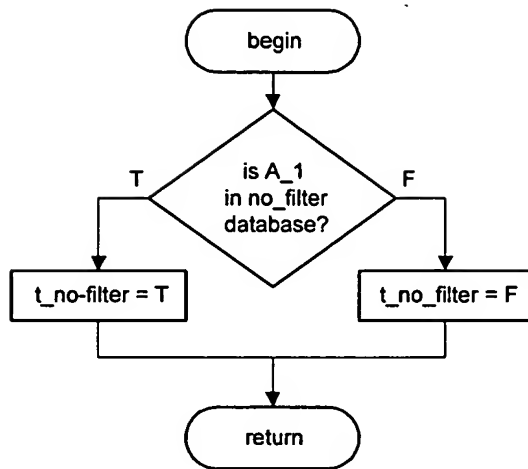 begin
is A_1
T
in no_filter
F
database?
t_no-filter = T
t_no_filter = F
return